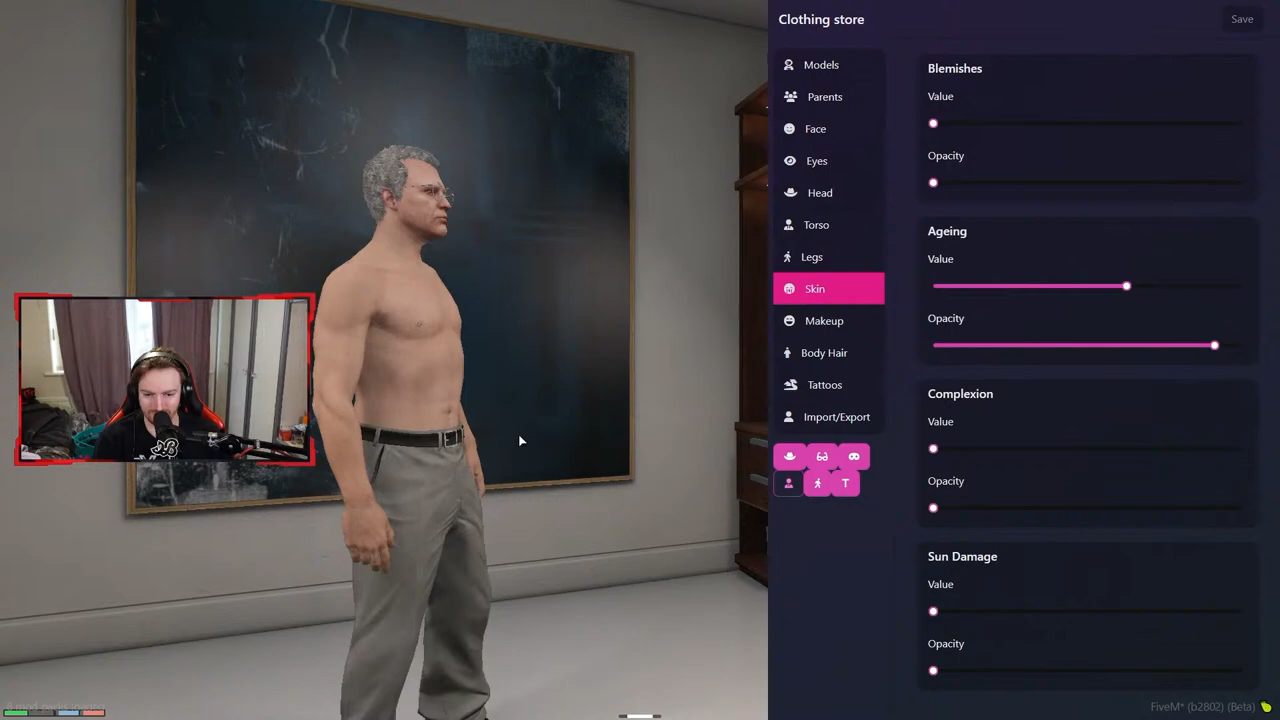 Clothing store
Save
Models
Parents
Face
Eyes
Head
Torso
Legs
Skin
Makeup
Body Hair
Tattoos
Import/Export
T
Blemishes
Value
Opacity
Ageing
Value
Opacity
Complexion
Value
Opacity
Sun Damage
Value
Opacity
FiveM* (b2802) (Beta)